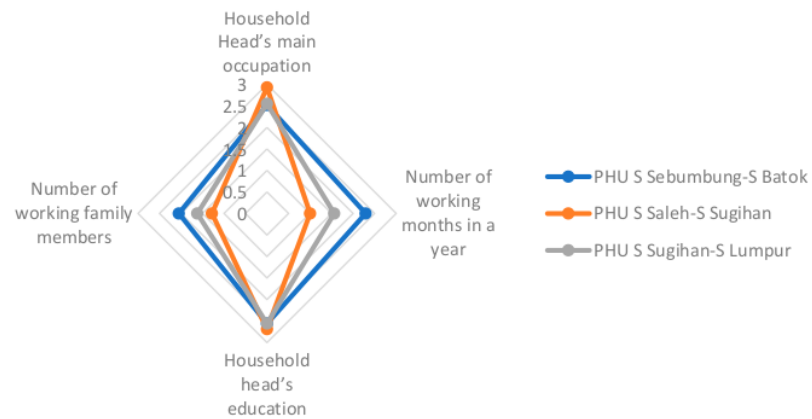 Household
Head's main
occupation
3
2.5
2
1.5
1
0.5
0
Number of
working family
members
Number of
working
months in a
year
Household
head's
education
PHU S Sebumbung-S Batok
PHU S Saleh-S Sugihan
PHU S Sugihan-S Lumpur